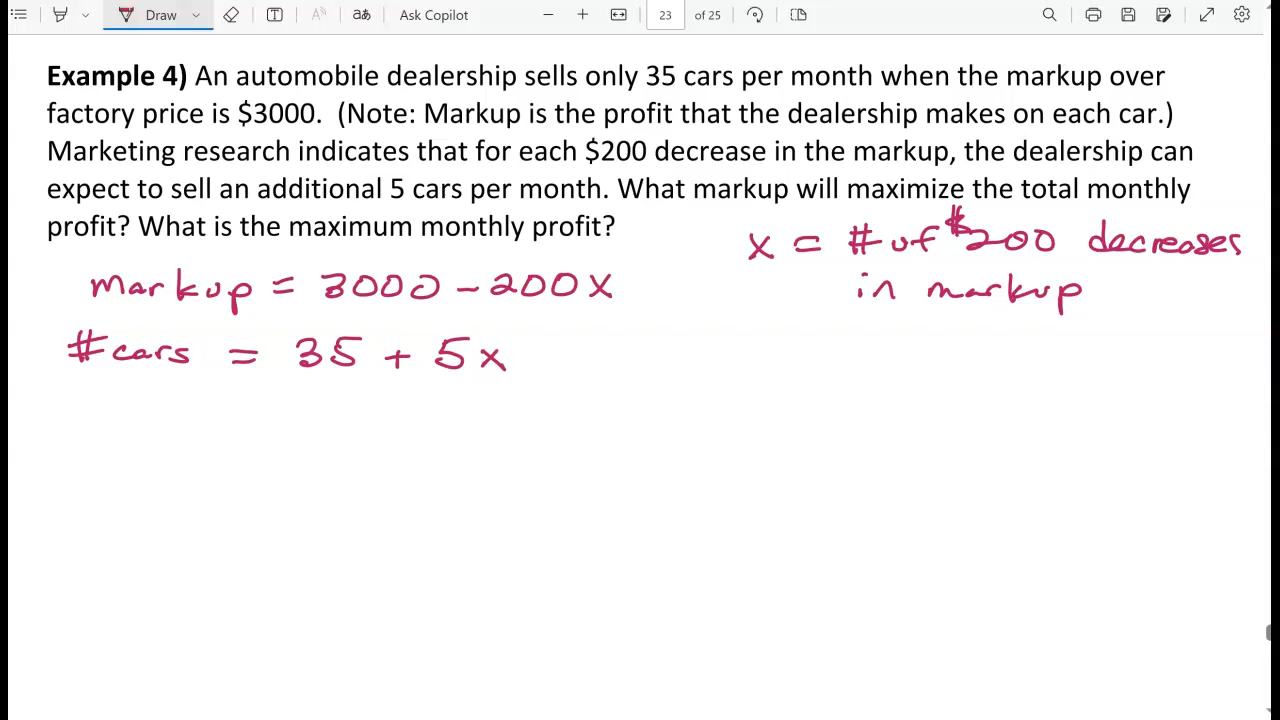 Draw
aあ
Ask Copilot
23
of 25
Example 4) An automobile dealership sells only 35 cars per month when the markup over
factory price is $3000. (Note: Markup is the profit that the dealership makes on each car.)
Marketing research indicates that for each $200 decrease in the markup, the dealership can
expect to sell an additional 5 cars per month. What markup will maximize the total monthly
profit? What is the maximum monthly profit?
x = # of $200 decreases
in markup
markup = 3000 - 200x
#cars = 35 + 5x